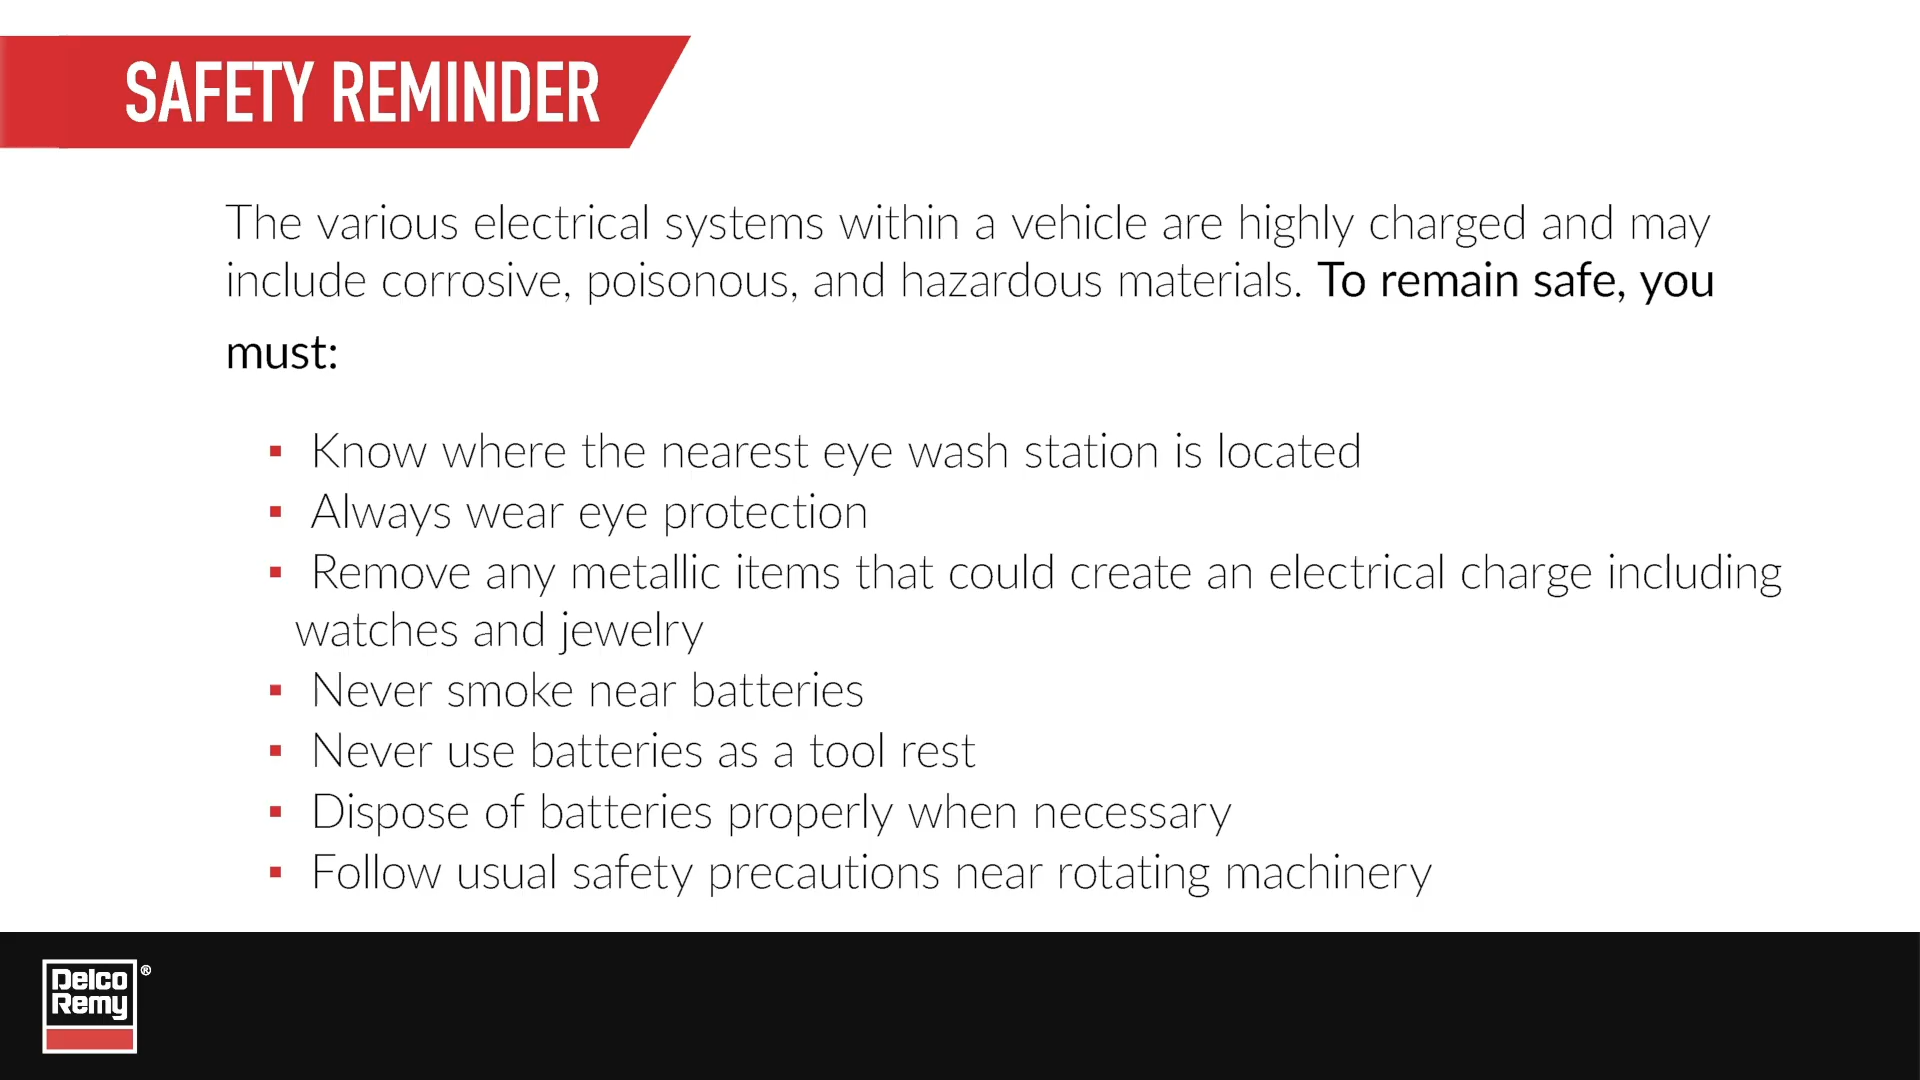 SAFETY REMINDER
The various electrical systems within a vehicle are highly charged and may
include corrosive, poisonous, and hazardous materials. To remain safe, you
must:
▪ Know where the nearest eye wash station is located
▪ Always wear eye protection
▪ Remove any metallic items that could create an electrical charge including
watches and jewelry
▪ Never smoke near batteries
▪ Never use batteries as a tool rest
▪ Dispose of batteries properly when necessary
▪ Follow usual safety precautions near rotating machinery
Delco ®
Remy